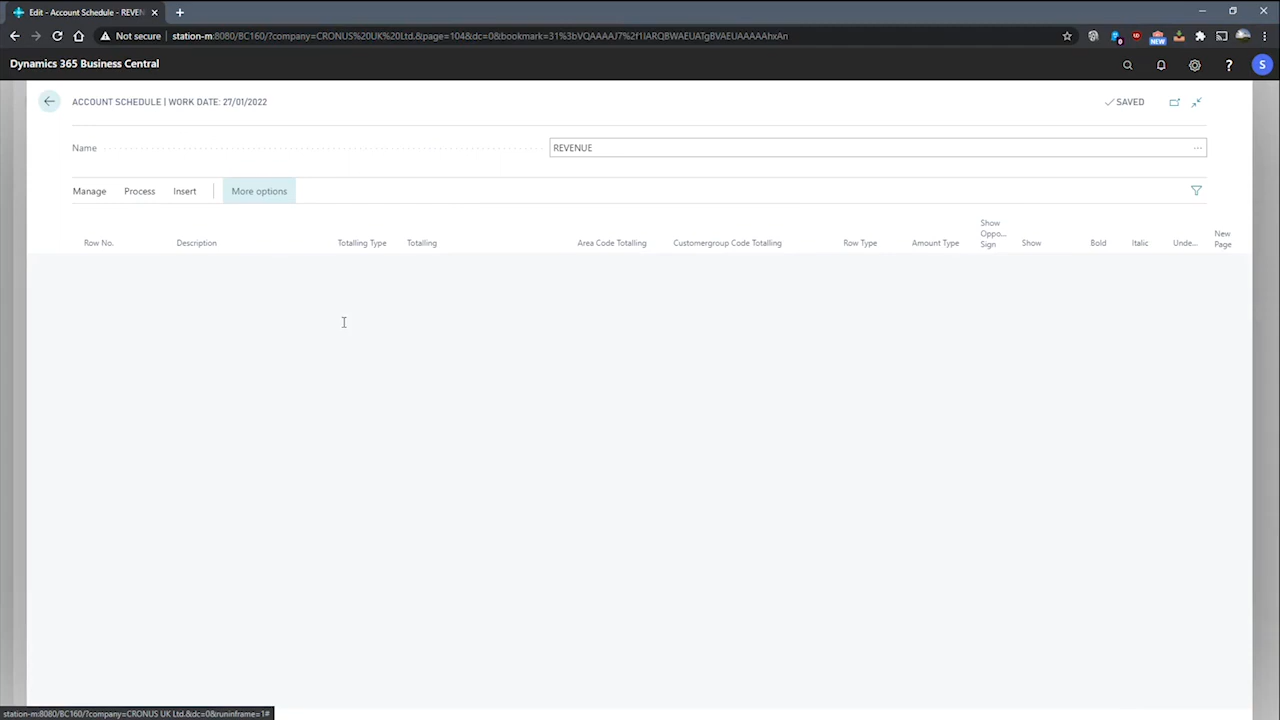 Edit - Account Schedule - REVEN
Not secure
station-m:8080/BC160/?company=CRONUS%20UK%20Ltd.&page=104&dc=0&bookmark=31%3bVQAAAAJ7%2f1IARQBWAEUATgBVAEUAAAAAhxAn
0
NEW
Dynamics 365 Business Central
?
S
ACCOUNT SCHEDULE | WORK DATE: 27/01/2022
SAVED
Name
REVENUE
Manage
Process
Insert
More options
Row No.
Description
Totalling Type
Totalling
Area Code Totalling
Customergroup Code Totalling
Row Type
Amount Type
Show
Oppo...
Sign
Show
Bold
Italic
Unde...
New
Page
station-m:8080/BC160/?company=CRONUS UK Ltd.&dc=0&runinframe=1#